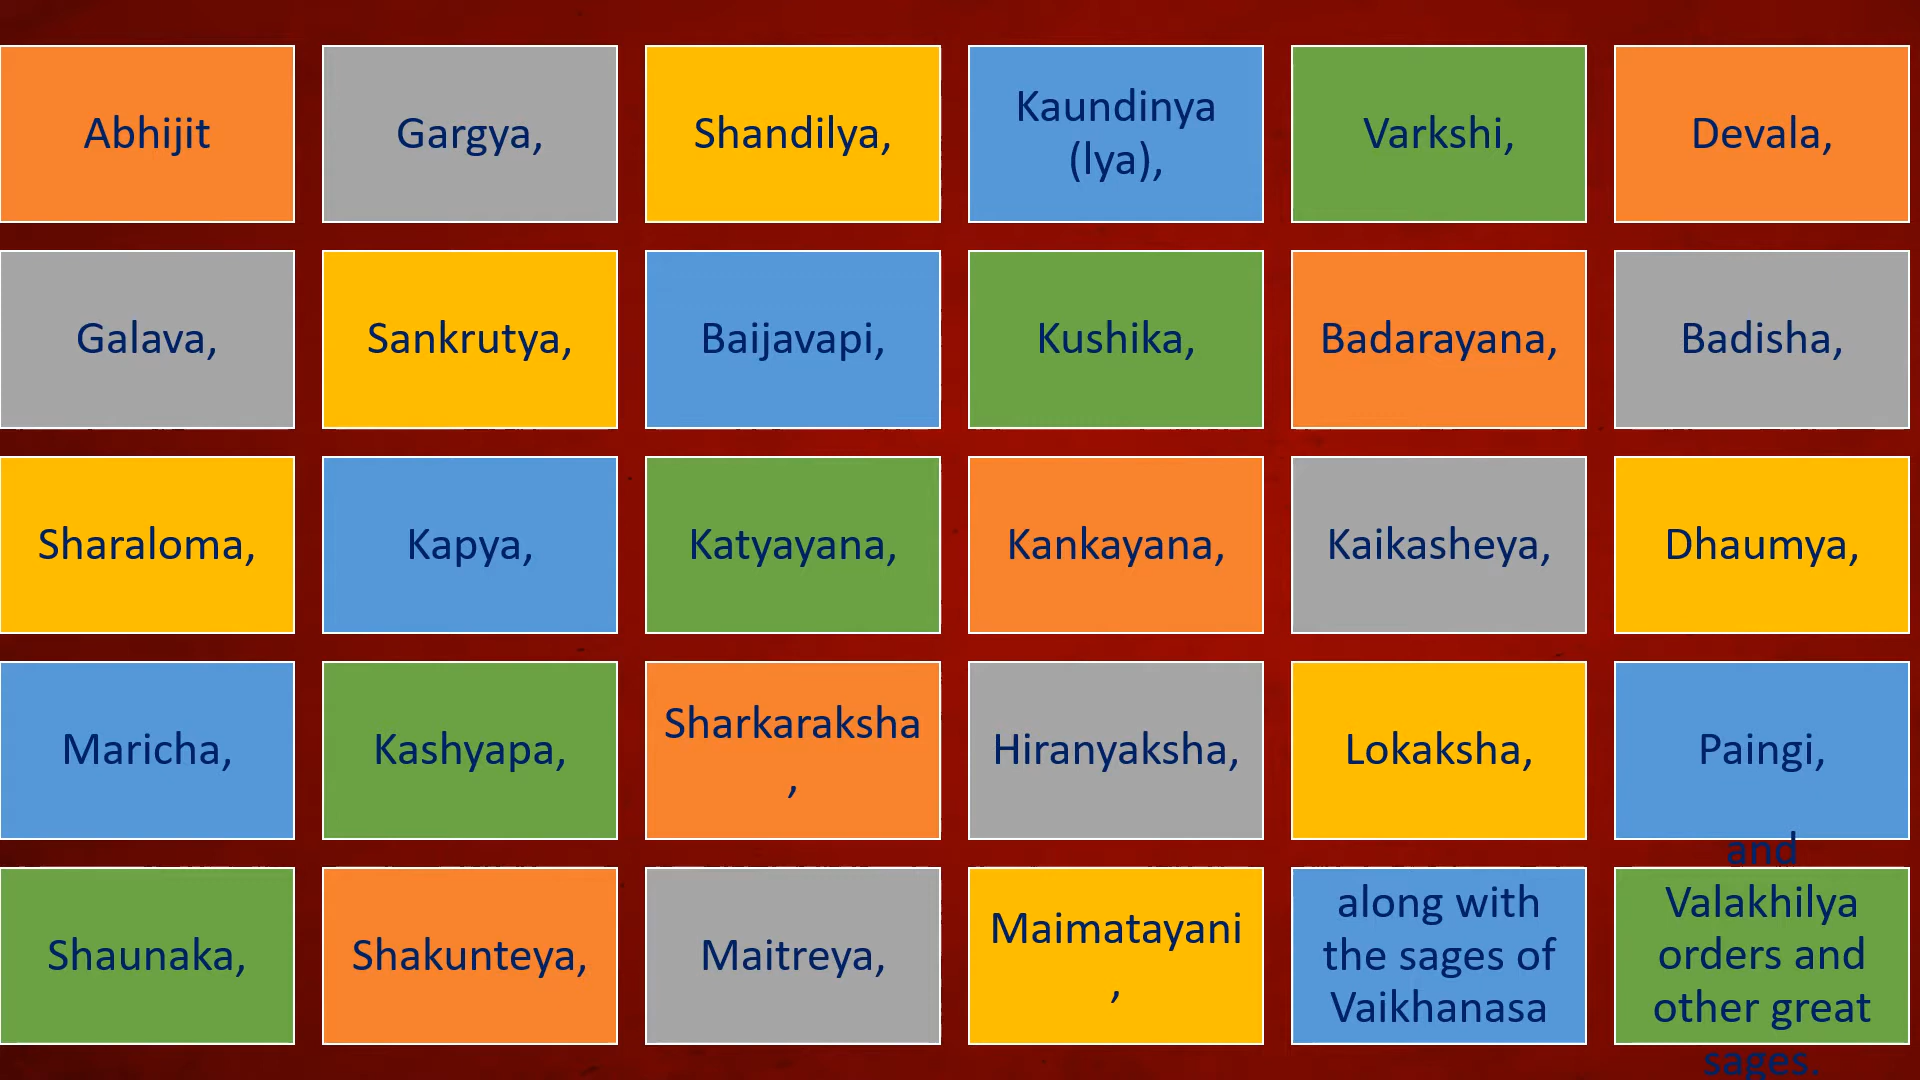 Abhijit
Gargya,
Shandilya,
Kaundinya
(lya),
Varkshi,
Devala,
Galava,
Sankrutya,
Baijavapi,
Kushika,
Badarayana,
Badisha,
Sharaloma,
Kapya,
Katyayana,
Kankayana,
Kaikasheya,
Dhaumya,
Maricha,
Kashyapa,
Sharkaraksha
,
Hiranyaksha,
Lokaksha,
Paingi,
Shaunaka,
Shakunteya,
Maitreya,
Maimatayani
,
along with
the sages of
Vaikhanasa
and
Valakhilya
orders and
other great
sages.